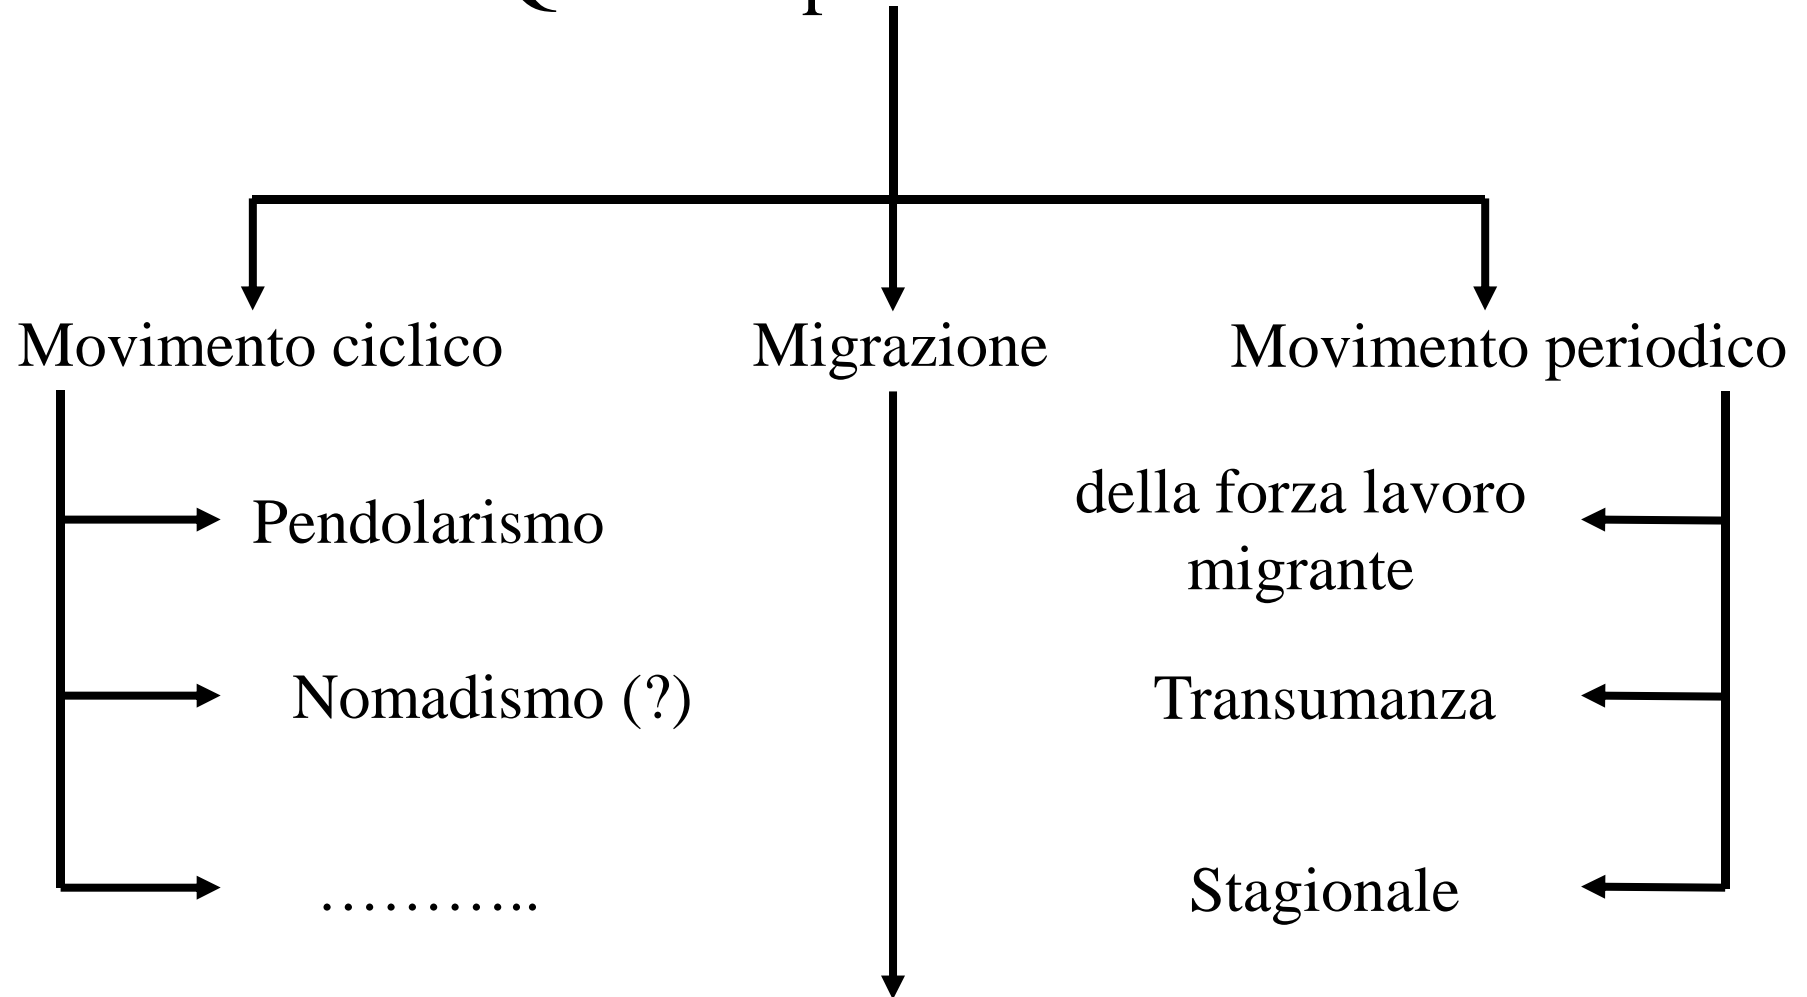 Movimento ciclico
Migrazione
Movimento periodico
Pendolarismo
della forza lavoro
migrante
Nomadismo (?)
Transumanza
………..
Stagionale